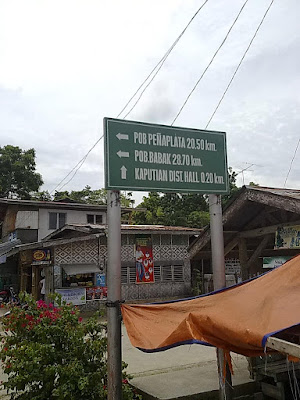 POB PEÑAPLATA 20.50 km.
POB.BABAK 28.70 KM.
KAPUTIAN DIST.HALL 0.20 KM.